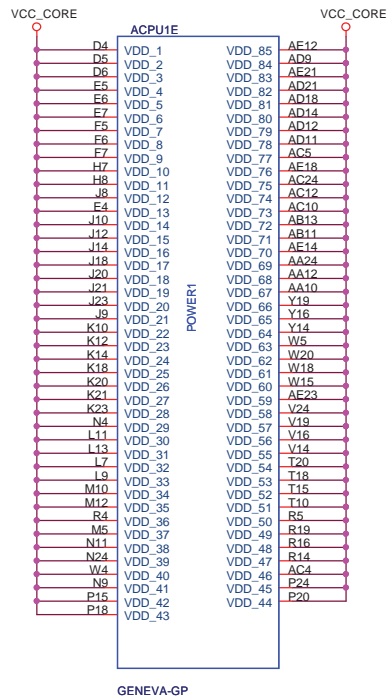 VCC_CORE VCC_CORE
ACPU1E
D4 VDD_1 VDD_85 AE12
D5 VDD_2 VDD_84 AD9
D6 VDD_3 VDD_83 AE21
E5 VDD_4 VDD_82 AD21
E6 VDD_5 VDD_81 AD18
E7 VDD_6 VDD_80 AD14
F5 VDD_7 VDD_79 AD12
F6 VDD_8 VDD_78 AD11
F7 VDD_9 VDD_77 AC5
H7 VDD_10 VDD_76 AE18
H8 VDD_11 VDD_75 AC24
J8 VDD_12 VDD_74 AC12
E4 VDD_13 VDD_73 AC10
J10 VDD_14 VDD_72 AB13
J12 VDD_15 VDD_71 AB11
J14 VDD_16 VDD_70 AE14
J18 VDD_17 VDD_69 AA24
J20 VDD_18 VDD_68 AA12
J21 VDD_19 VDD_67 AA10
J23 VDD_20 VDD_66 Y19
J9 VDD_21 VDD_65 Y16
K10 VDD_22 VDD_64 Y14
K12 VDD_23 VDD_63 W5
K14 VDD_24 VDD_62 W20
K18 VDD_25 VDD_61 W18
K20 VDD_26 VDD_60 W15
K21 VDD_27 VDD_59 AE23
K23 VDD_28 VDD_58 V24
N4 VDD_29 VDD_57 V19
L11 VDD_30 VDD_56 V16
L13 VDD_31 VDD_55 V14
L7 VDD_32 VDD_54 T20
L9 VDD_33 VDD_53 T18
M10 VDD_34 VDD_52 T15
M12 VDD_35 VDD_51 T10
R4 VDD_36 VDD_50 R5
M5 VDD_37 VDD_49 R19
N11 VDD_38 VDD_48 R16
N24 VDD_39 VDD_47 R14
W4 VDD_40 VDD_46 AC4
N9 VDD_41 VDD_45 P24
P15 VDD_42 VDD_44 P20
P18 VDD_43
POWER1
GENEVA-GP